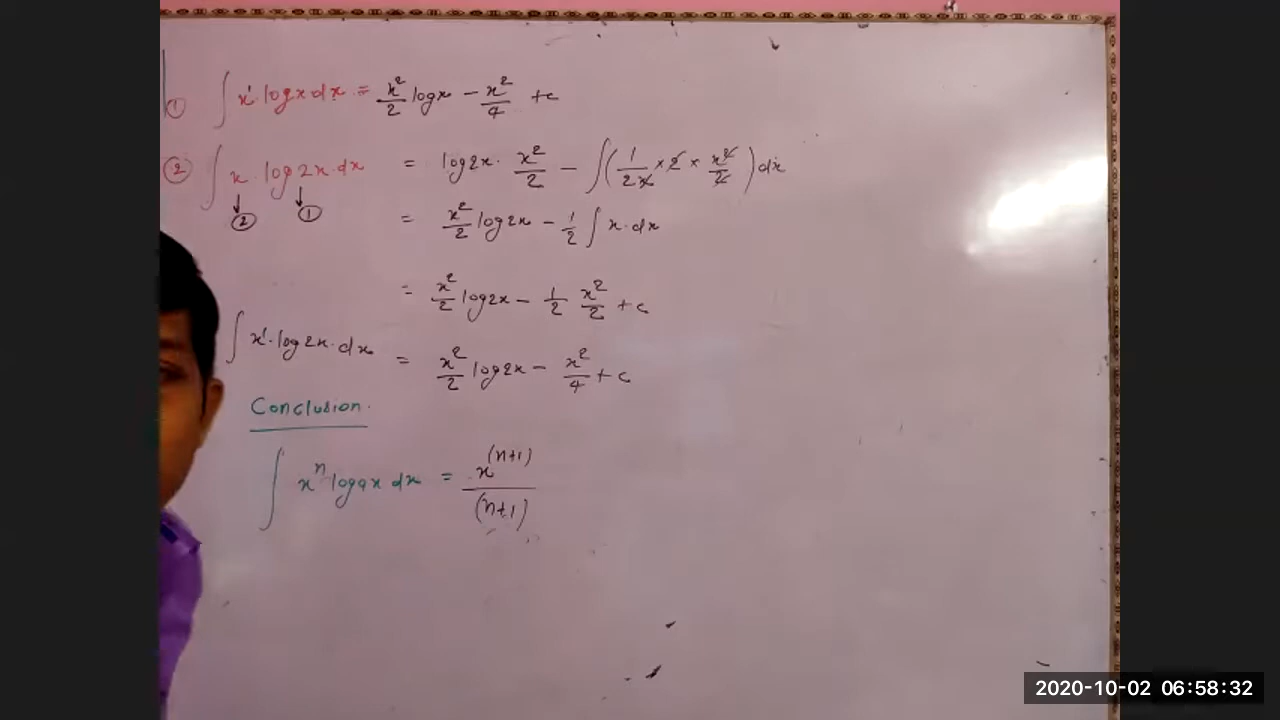 ① ∫ x¹ · logx dx = x²/2 logx − x²/4 + c
② ∫ x · log2x · dx = log2x · x²/2 − ∫(1/2x × 2 × x²/2) dx
② ①
= x²/2 log2x − 1/2 ∫ x · dx
= x²/2 log2x − 1/2 x²/2 + c
∫ x¹ · log2x · dx = x²/2 log2x − x²/4 + c
Conclusion.
∫ xⁿ logax dx = x^(n+1)/(n+1)
2020-10-02 06:58:32